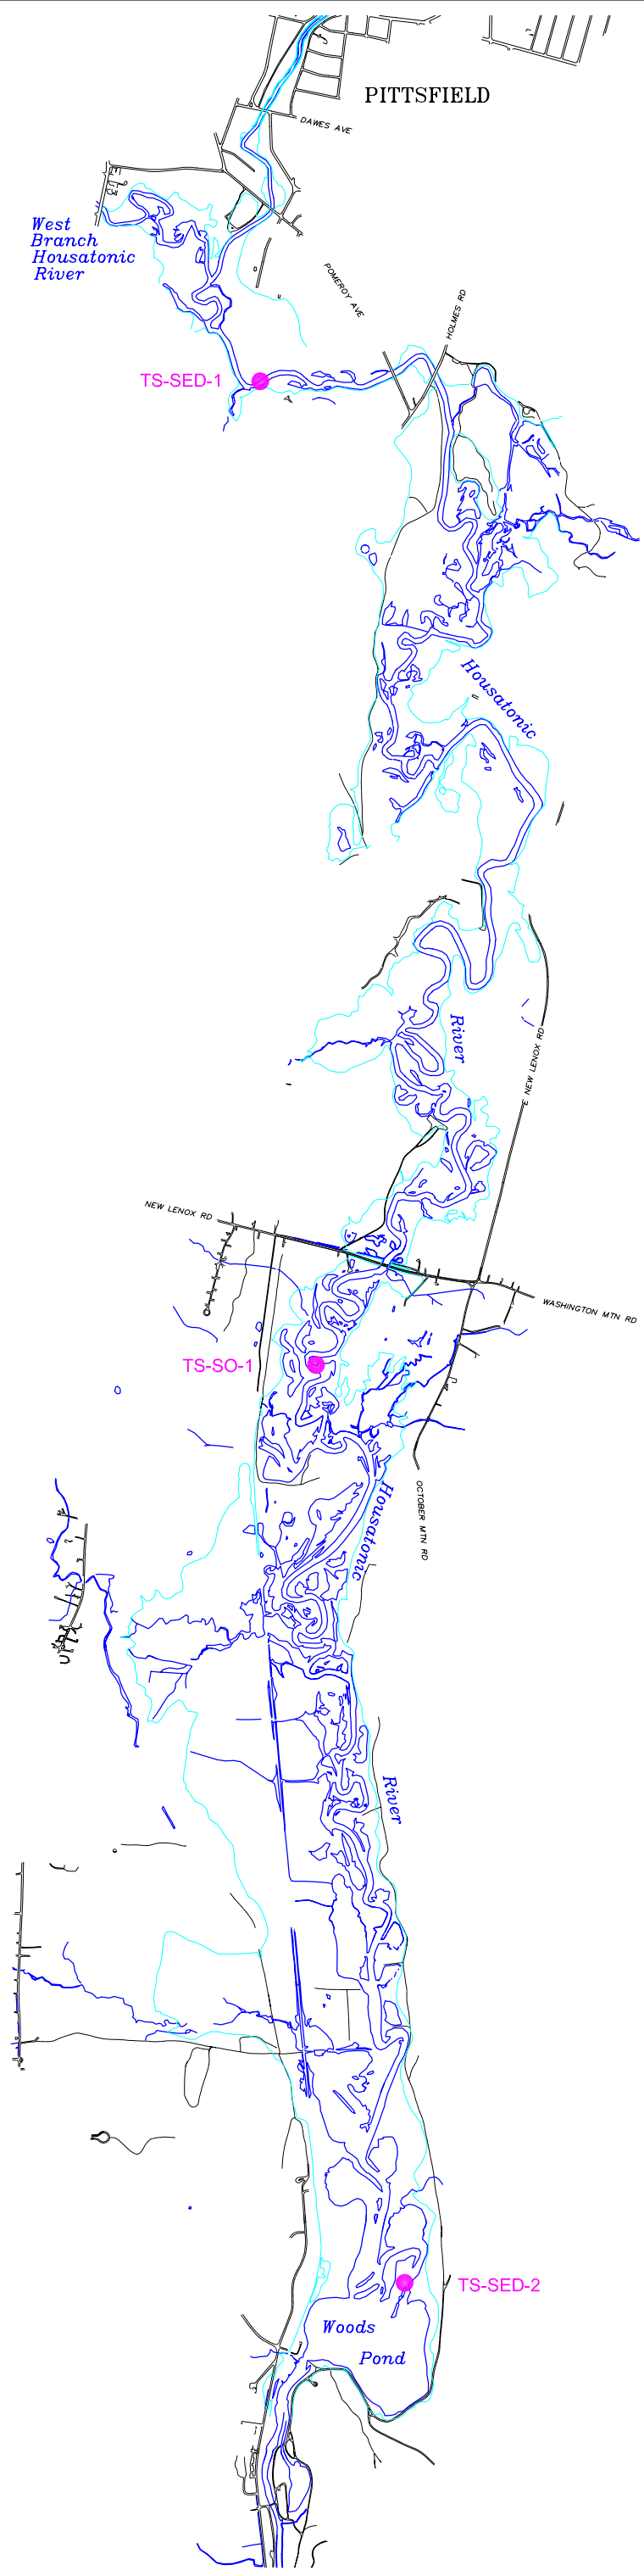 PITTSFIELD
DAWES AVE
West
Branch
Housatonic
River
POMEROY AVE
HOLMES RD
TS-SED-1
Housatonic
River
E NEW LENOX RD
NEW LENOX RD
WASHINGTON MTN RD
TS-SO-1
OCTOBER MTN RD
Housatonic
River
TS-SED-2
Woods
Pond